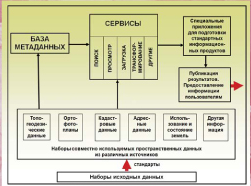 СЕРВИСЫ
БАЗА
МЕТАДАННЫХ
ПОИСК
ПРОСМОТР
ЗАГРУЗКА
ТРАНСФОР-
МИРОВАНИЕ
ДРУГИЕ
Специальные
приложения
для подготовки
стандартных
информацион-
ных продуктов
Публикация
результатов.
Предоставление
информации
пользователям
Топо-
геодези-
ческие
данные
Орто-
фото-
планы
Кадаст-
ровые
данные
Адрес-
ные
данные
Исполь-
зование и
состояние
земель
Другая
инфор-
мация
Наборы совместно используемых пространственных данных
из различных источников
стандарты
Наборы исходных данных